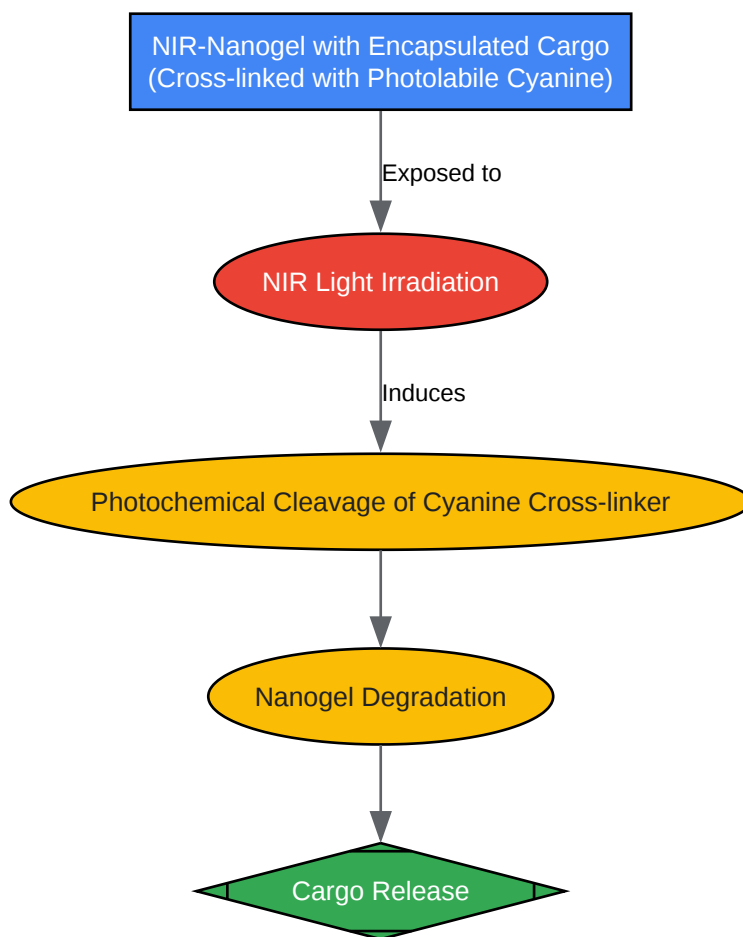 NIR-Nanogel with Encapsulated Cargo
(Cross-linked with Photolabile Cyanine)
Exposed to
NIR Light Irradiation
Induces
Photochemical Cleavage of Cyanine Cross-linker
Nanogel Degradation
Cargo Release